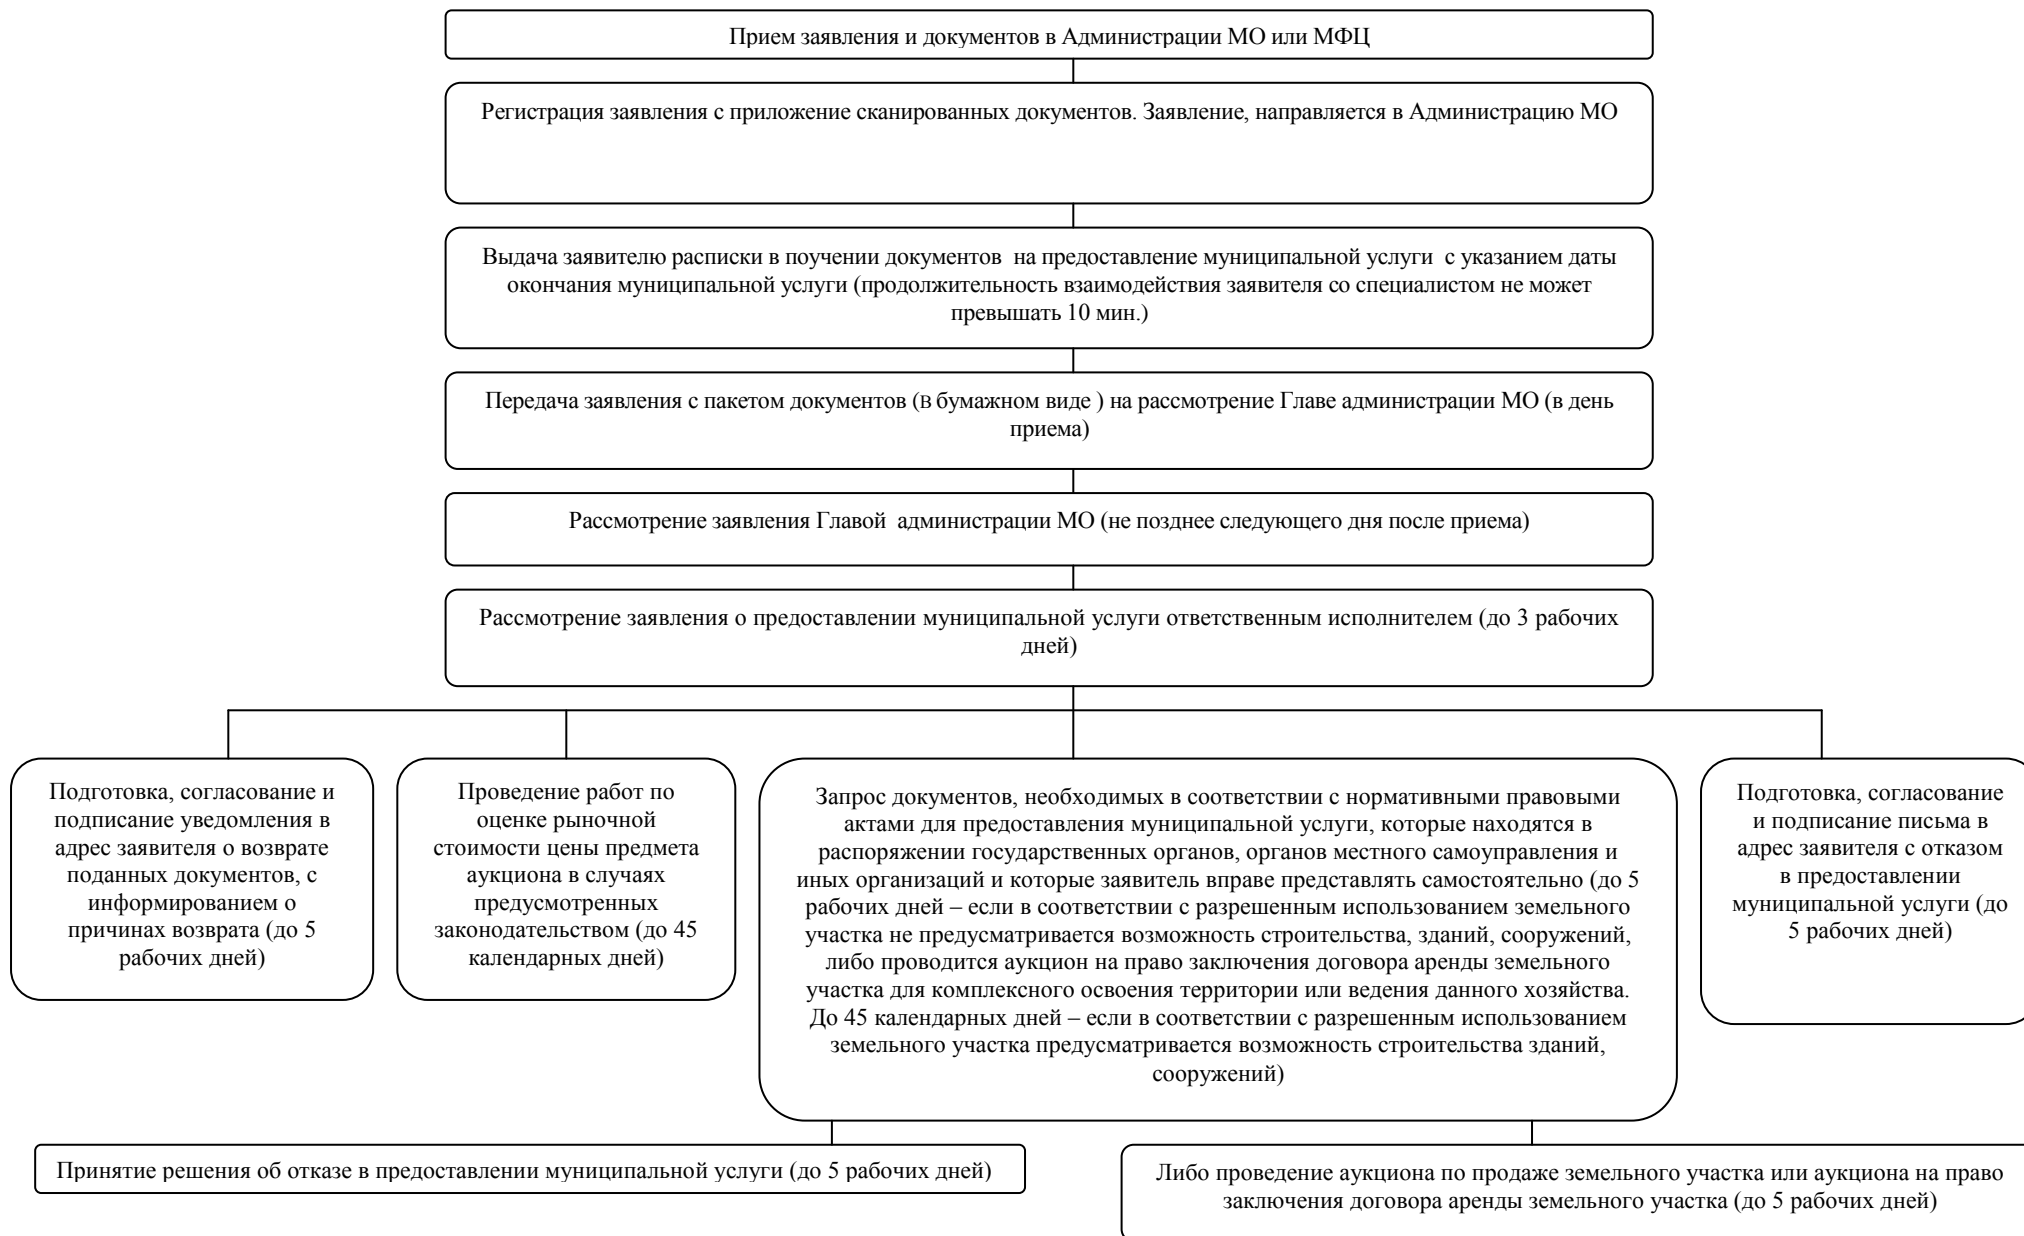 Прием заявления и документов в Администрации МО или МФЦ
Регистрация заявления с приложение сканированных документов. Заявление, направляется в Администрацию МО
Выдача заявителю расписки в поучении документов на предоставление муниципальной услуги с указанием даты
окончания муниципальной услуги (продолжительность взаимодействия заявителя со специалистом не может
превышать 10 мин.)
Передача заявления с пакетом документов (в бумажном виде ) на рассмотрение Главе администрации МО (в день
приема)
Рассмотрение заявления Главой администрации МО (не позднее следующего дня после приема)
Рассмотрение заявления о предоставлении муниципальной услуги ответственным исполнителем (до 3 рабочих
дней)
Подготовка, согласование и
подписание уведомления в
адрес заявителя о возврате
поданных документов, с
информированием о
причинах возврата (до 5
рабочих дней)
Проведение работ по
оценке рыночной
стоимости цены предмета
аукциона в случаях
предусмотренных
законодательством (до 45
календарных дней)
Запрос документов, необходимых в соответствии с нормативными правовыми
актами для предоставления муниципальной услуги, которые находятся в
распоряжении государственных органов, органов местного самоуправления и
иных организаций и которые заявитель вправе представлять самостоятельно (до 5
рабочих дней – если в соответствии с разрешенным использованием земельного
участка не предусматривается возможность строительства, зданий, сооружений,
либо проводится аукцион на право заключения договора аренды земельного
участка для комплексного освоения территории или ведения данного хозяйства.
До 45 календарных дней – если в соответствии с разрешенным использованием
земельного участка предусматривается возможность строительства зданий,
сооружений)
Подготовка, согласование
и подписание письма в
адрес заявителя с отказом
в предоставлении
муниципальной услуги (до
5 рабочих дней)
Принятие решения об отказе в предоставлении муниципальной услуги (до 5 рабочих дней)
Либо проведение аукциона по продаже земельного участка или аукциона на право
заключения договора аренды земельного участка (до 5 рабочих дней)